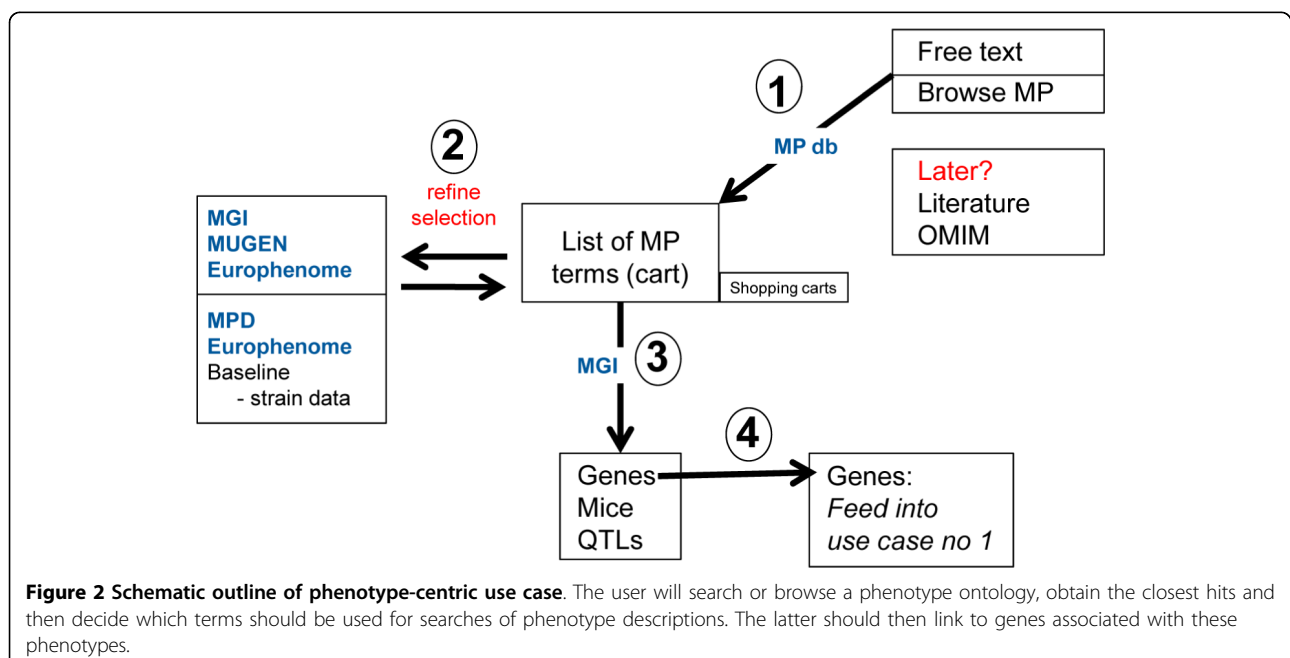 Free text
Browse MP
1
MP db
Later?
Literature
OMIM
2
refine
selection
MGI
MUGEN
Europhenome
MPD
Europhenome
Baseline
- strain data
List of MP
terms (cart)
Shopping carts
MGI
3
4
Genes
Mice
QTLs
Genes:
Feed into
use case no 1
Figure 2 Schematic outline of phenotype-centric use case. The user will search or browse a phenotype ontology, obtain the closest hits and
then decide which terms should be used for searches of phenotype descriptions. The latter should then link to genes associated with these
phenotypes.